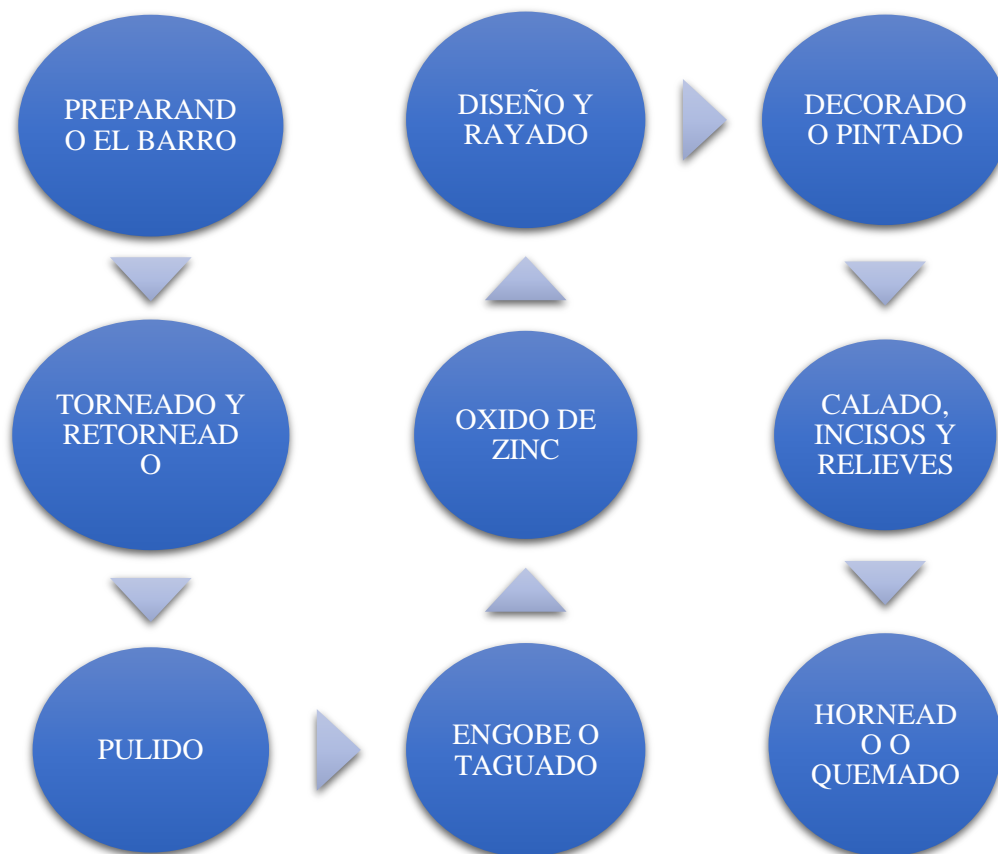 PREPARAND
O EL BARRO
TORNEADO Y
RETORNEAD
O
PULIDO
ENGOBE O
TAGUADO
OXIDO DE
ZINC
DISEÑO Y
RAYADO
DECORADO
O PINTADO
CALADO,
INCISOS Y
RELIEVES
HORNEAD
O O
QUEMADO